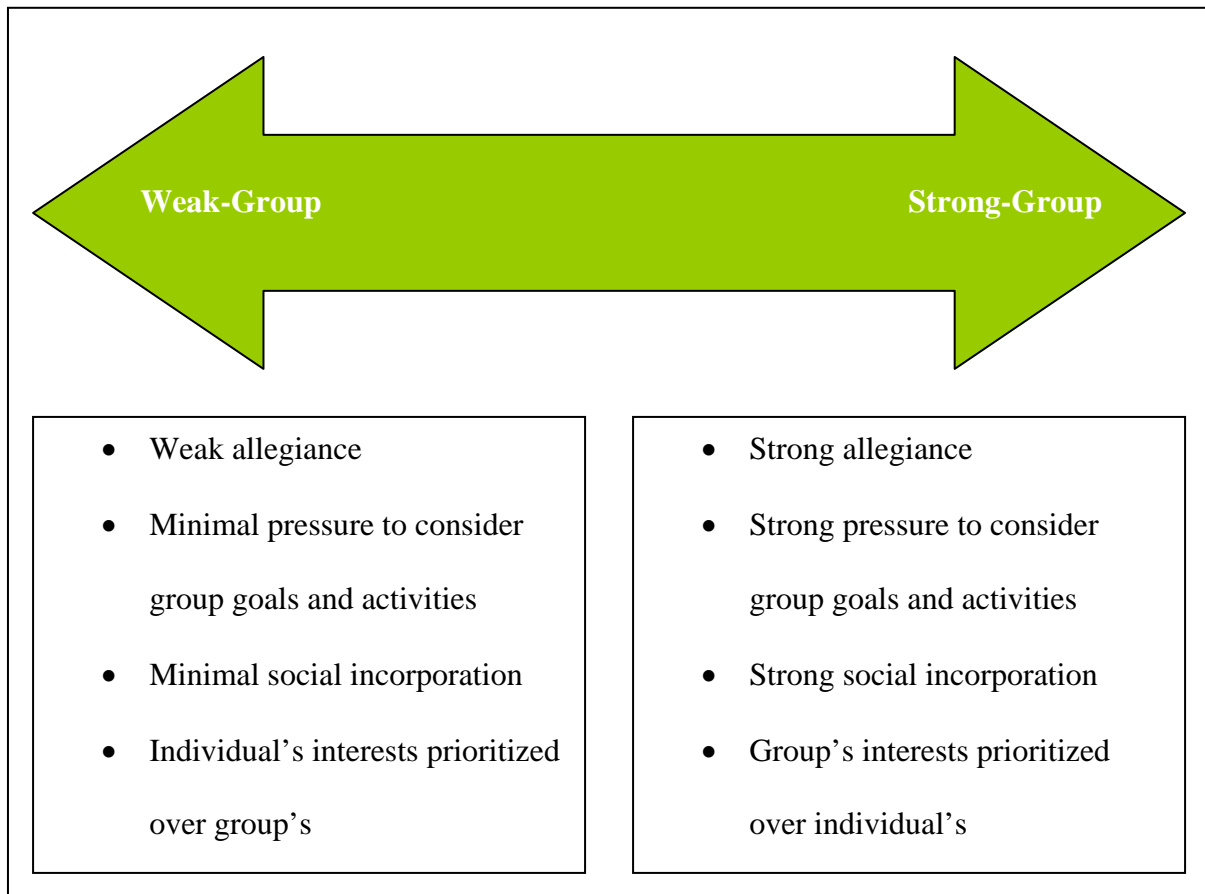 Weak-Group
Strong-Group
• Weak allegiance
• Minimal pressure to consider
group goals and activities
• Minimal social incorporation
• Individual’s interests prioritized
over group’s
• Strong allegiance
• Strong pressure to consider
group goals and activities
• Strong social incorporation
• Group’s interests prioritized
over individual’s